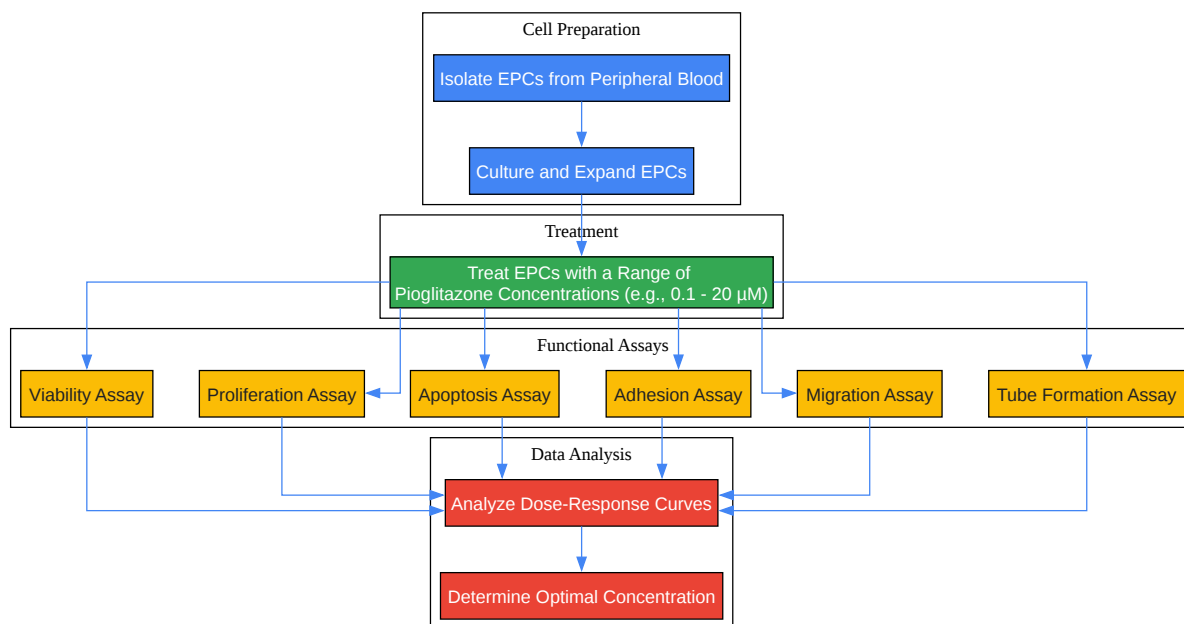 Cell Preparation
Isolate EPCs from Peripheral Blood
Culture and Expand EPCs
Treatment
Treat EPCs with a Range of
Pioglitazone Concentrations (e.g., 0.1 - 20 µM)
Functional Assays
Viability Assay
Proliferation Assay
Apoptosis Assay
Adhesion Assay
Migration Assay
Tube Formation Assay
Data Analysis
Analyze Dose-Response Curves
Determine Optimal Concentration